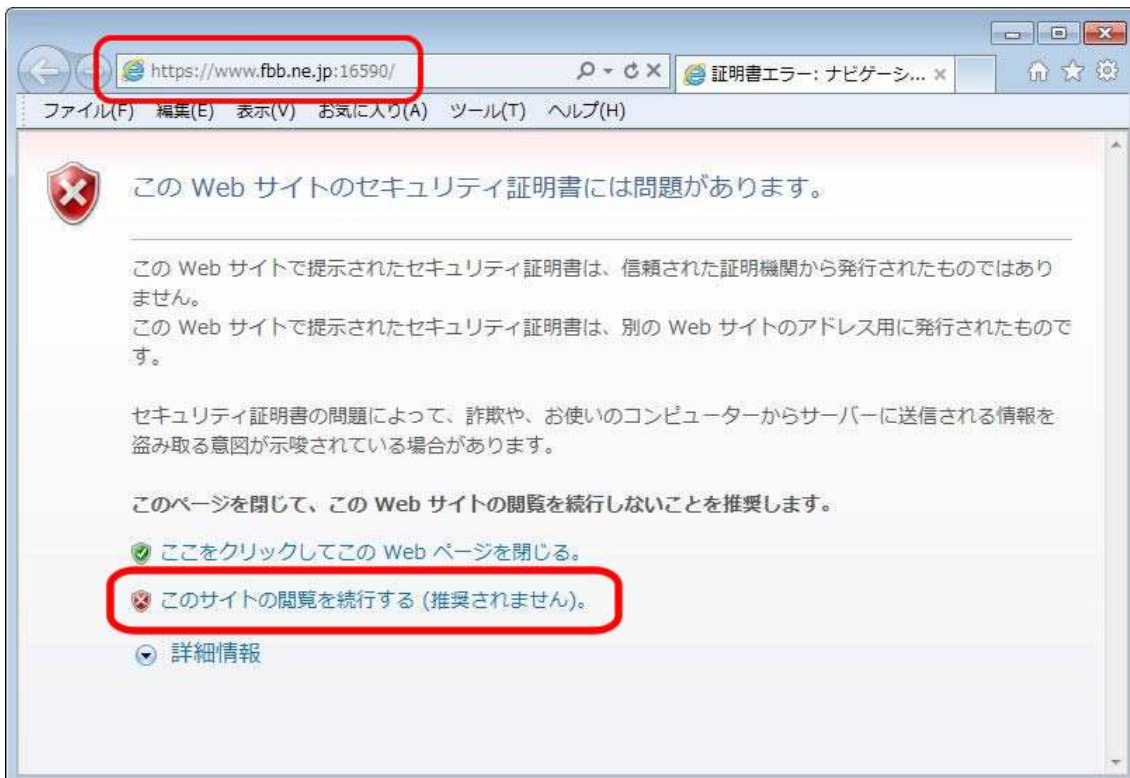 https://www.fbb.ne.jp:16590/
証明書エラー: ナビゲーシ...
ファイル(F) 編集(E) 表示(V) お気に入り(A) ツール(T) ヘルプ(H)
この Web サイトのセキュリティ証明書には問題があります。
この Web サイトで提示されたセキュリティ証明書は、信頼された証明機関から発行されたものではあり
ません。
この Web サイトで提示されたセキュリティ証明書は、別の Web サイトのアドレス用に発行されたもので
す。
セキュリティ証明書の問題によって、詐欺や、お使いのコンピューターからサーバーに送信される情報を
盗み取る意図が示唆されている場合があります。
このページを閉じて、この Web サイトの閲覧を続行しないことを推奨します。
ここをクリックしてこの Web ページを閉じる。
このサイトの閲覧を続行する (推奨されません)。
詳細情報